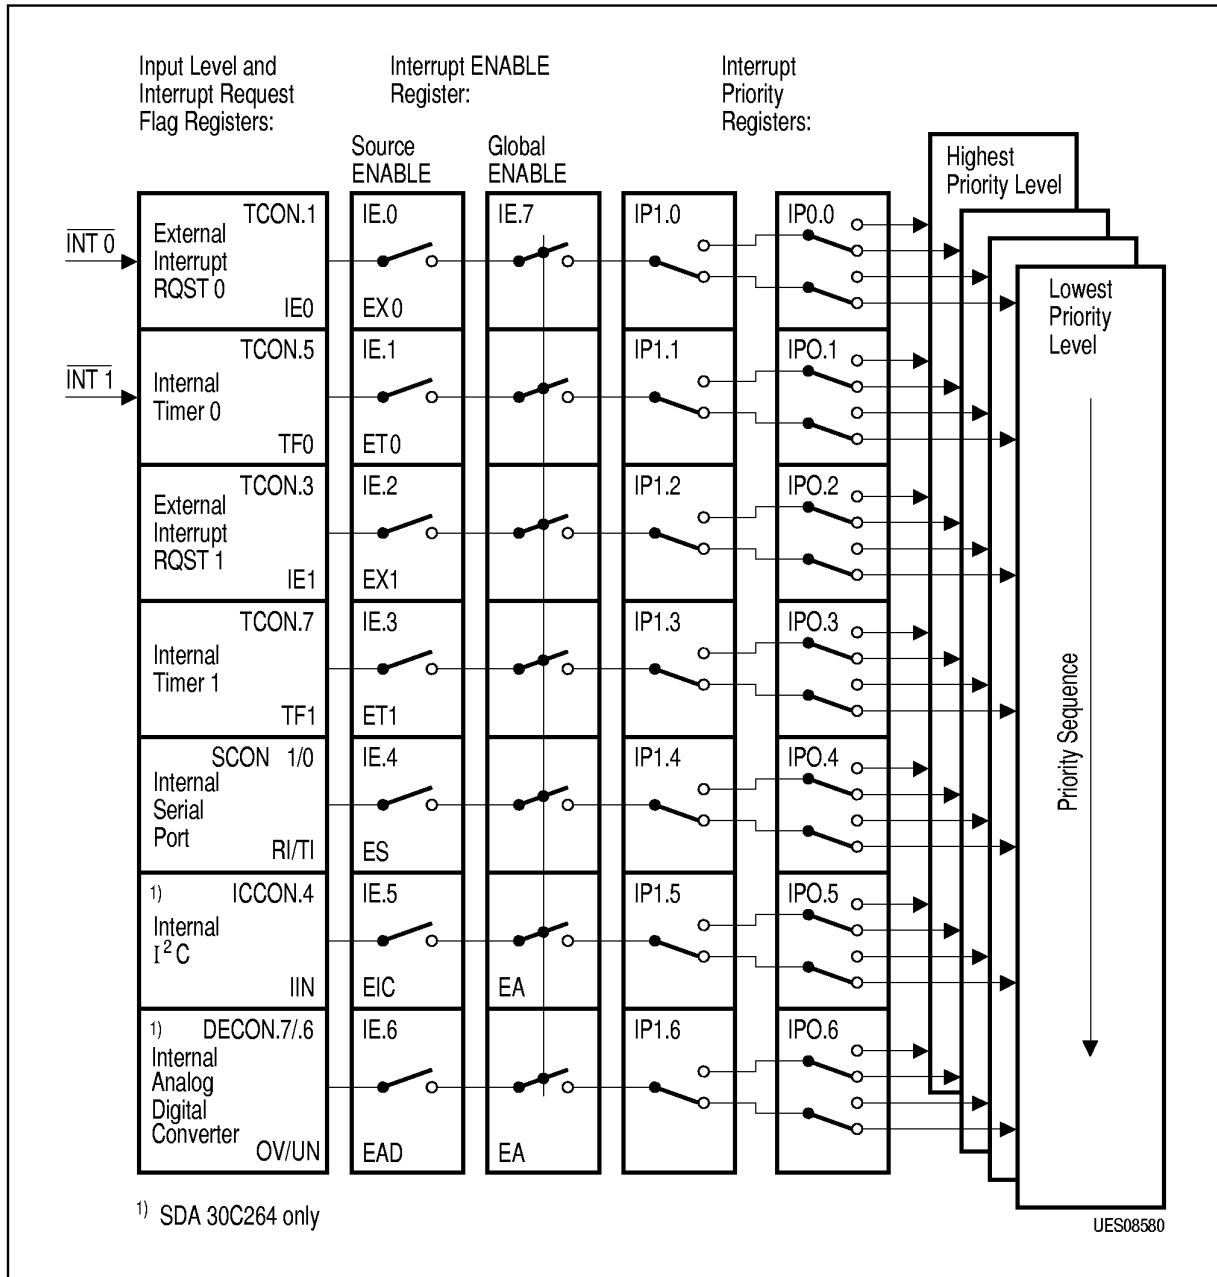 Input Level and
Interrupt Request
Flag Registers:
Interrupt ENABLE
Register:
Interrupt
Priority
Registers:
Source
ENABLE
Global
ENABLE
Highest
Priority Level
Lowest
Priority
Level
Priority Sequence
INT 0
TCON.1
External
Interrupt
RQST 0
IE0
IE.0
EX0
IE.7
IP1.0
IP0.0
INT 1
TCON.5
Internal
Timer 0
TF0
IE.1
ET0
IP1.1
IPO.1
TCON.3
External
Interrupt
RQST 1
IE1
IE.2
EX1
IP1.2
IPO.2
TCON.7
Internal
Timer 1
TF1
IE.3
ET1
IP1.3
IPO.3
SCON 1/0
Internal
Serial
Port
RI/TI
IE.4
ES
IP1.4
IPO.4
1) ICCON.4
Internal
I²C
IIN
IE.5
EIC
EA
IP1.5
IPO.5
1) DECON.7/.6
Internal
Analog
Digital
Converter
OV/UN
IE.6
EAD
EA
IP1.6
IPO.6
1) SDA 30C264 only
UES08580